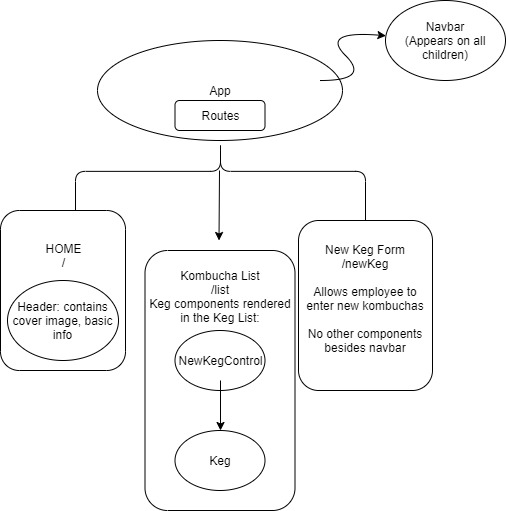 Navbar
(Appears on all
children)
App
Routes
HOME
/
Header: contains
cover image, basic
info
Kombucha List
/list
Keg components rendered
in the Keg List:
NewKegControl
Keg
New Keg Form
/newKeg
Allows employee to
enter new kombuchas
No other components
besides navbar